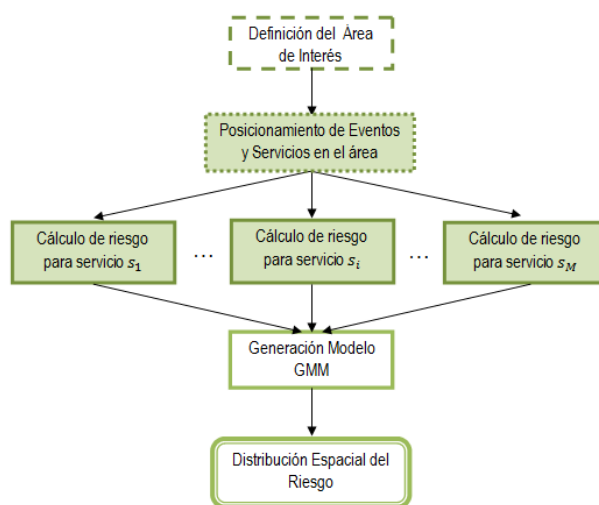 Definición del Área
de Interés
Posicionamiento de Eventos
y Servicios en el área
Cálculo de riesgo
para servicio s₁
...
Cálculo de riesgo
para servicio sᵢ
...
Cálculo de riesgo
para servicio s_M
Generación Modelo
GMM
Distribución Espacial del
Riesgo